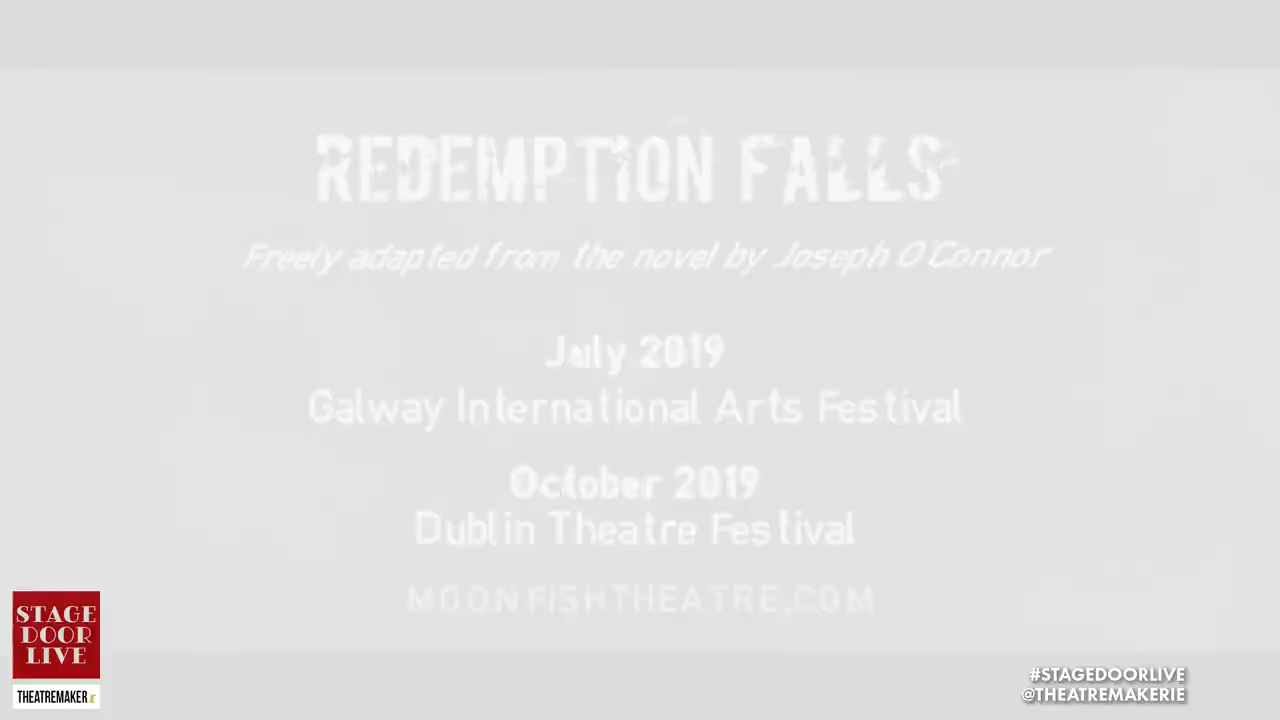 REDEMPTION FALLS
Freely adapted from the novel by Joseph O'Connor
July 2019
Galway International Arts Festival
October 2019
Dublin Theatre Festival
MOONFISHTHEATRE.COM
STAGE
DOOR
LIVE
THEATREMAKER
#STAGEDOORLIVE
@THEATREMAKERIE